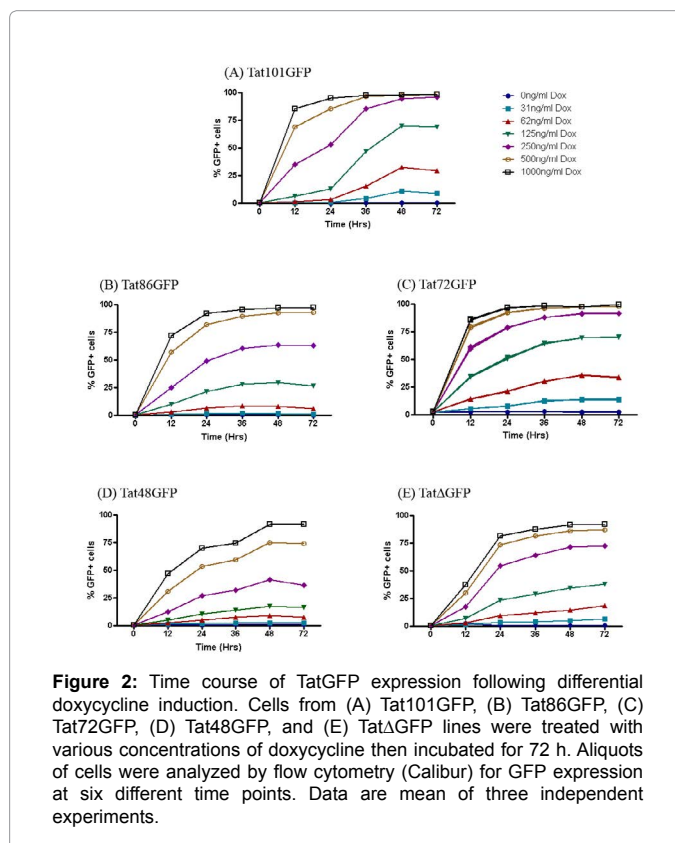 (A) Tat101GFP
100
75
50
25
0
% GFP+ cells
0 12 24 36 48 72
Time (Hrs)
0ng/ml Dox
31ng/ml Dox
62ng/ml Dox
125ng/ml Dox
250ng/ml Dox
500ng/ml Dox
1000ng/ml Dox
(B) Tat86GFP
100
75
50
25
0
% GFP+ cells
0 12 24 36 48 72
Time (Hrs)
(C) Tat72GFP
100
75
50
25
0
% GFP+ cells
0 12 24 36 48 72
Time (Hrs)
(D) Tat48GFP
100
75
50
25
0
% GFP+ cells
0 12 24 36 48 72
Time (Hrs)
(E) TatΔGFP
100
75
50
25
0
% GFP+ cells
0 12 24 36 48 72
Time (Hrs)
Figure 2: Time course of TatGFP expression following differential
doxycycline induction. Cells from (A) Tat101GFP, (B) Tat86GFP, (C)
Tat72GFP, (D) Tat48GFP, and (E) TatΔGFP lines were treated with
various concentrations of doxycycline then incubated for 72 h. Aliquots
of cells were analyzed by flow cytometry (Calibur) for GFP expression
at six different time points. Data are mean of three independent
experiments.